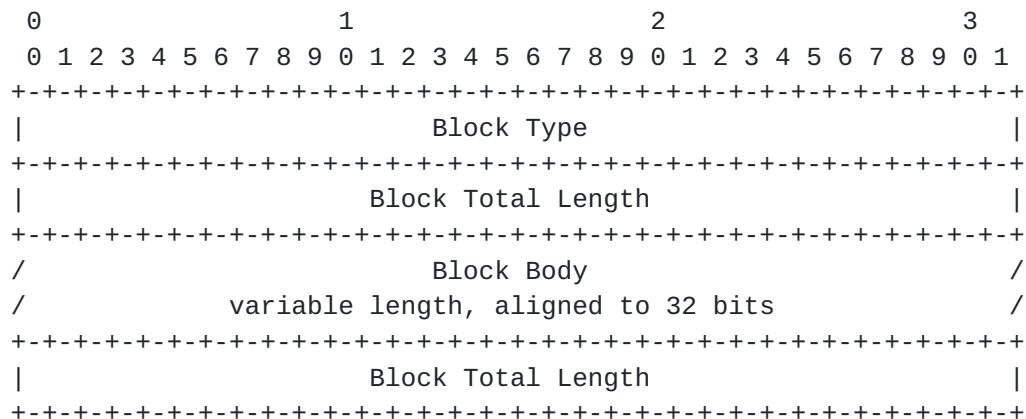 0                   1                   2                   3
 0 1 2 3 4 5 6 7 8 9 0 1 2 3 4 5 6 7 8 9 0 1 2 3 4 5 6 7 8 9 0 1
+-+-+-+-+-+-+-+-+-+-+-+-+-+-+-+-+-+-+-+-+-+-+-+-+-+-+-+-+-+-+-+-+
|                          Block Type                           |
+-+-+-+-+-+-+-+-+-+-+-+-+-+-+-+-+-+-+-+-+-+-+-+-+-+-+-+-+-+-+-+-+
|                      Block Total Length                       |
+-+-+-+-+-+-+-+-+-+-+-+-+-+-+-+-+-+-+-+-+-+-+-+-+-+-+-+-+-+-+-+-+
/                          Block Body                           /
/             variable length, aligned to 32 bits               /
+-+-+-+-+-+-+-+-+-+-+-+-+-+-+-+-+-+-+-+-+-+-+-+-+-+-+-+-+-+-+-+-+
|                      Block Total Length                       |
+-+-+-+-+-+-+-+-+-+-+-+-+-+-+-+-+-+-+-+-+-+-+-+-+-+-+-+-+-+-+-+-+